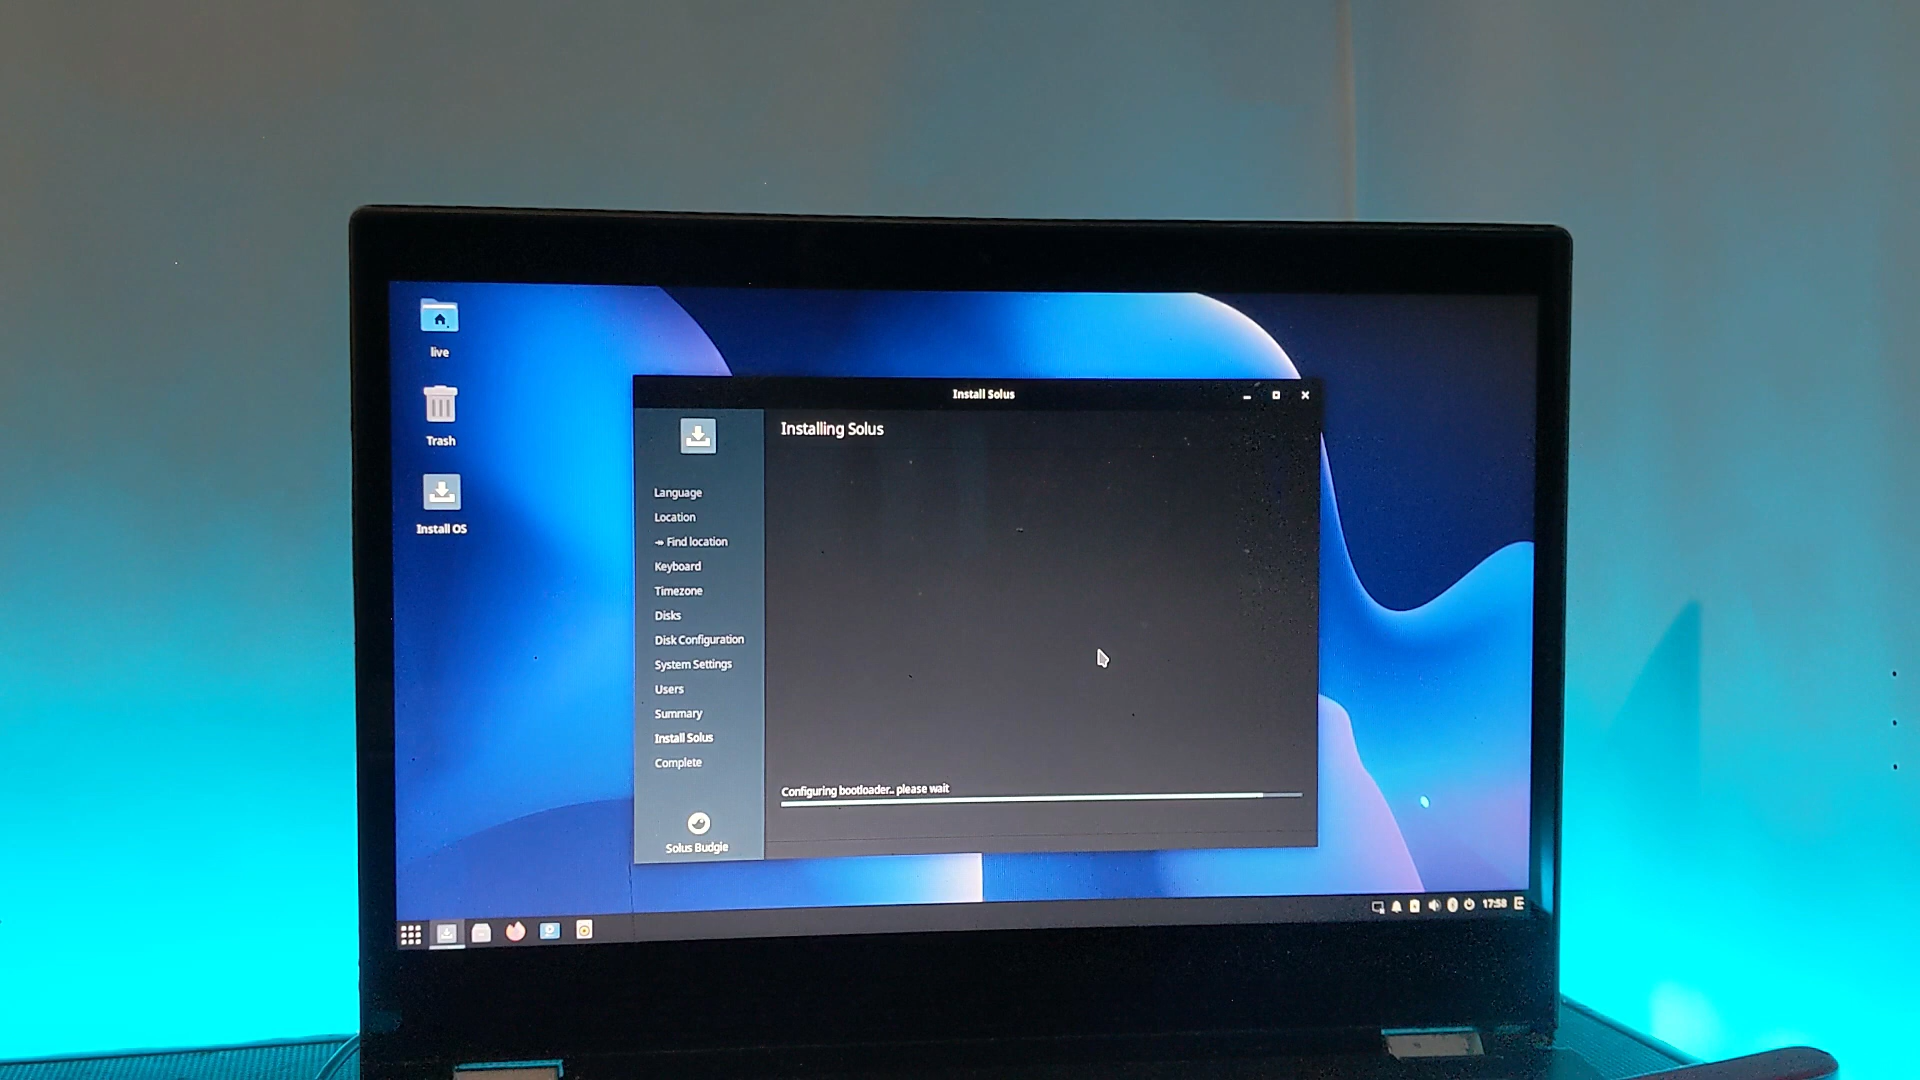 live
Trash
Install OS
Install Solus
Installing Solus
Language
Location
↠ Find location
Keyboard
Timezone
Disks
Disk Configuration
System Settings
Users
Summary
Install Solus
Complete
Solus Budgie
Configuring bootloader.. please wait
17:58